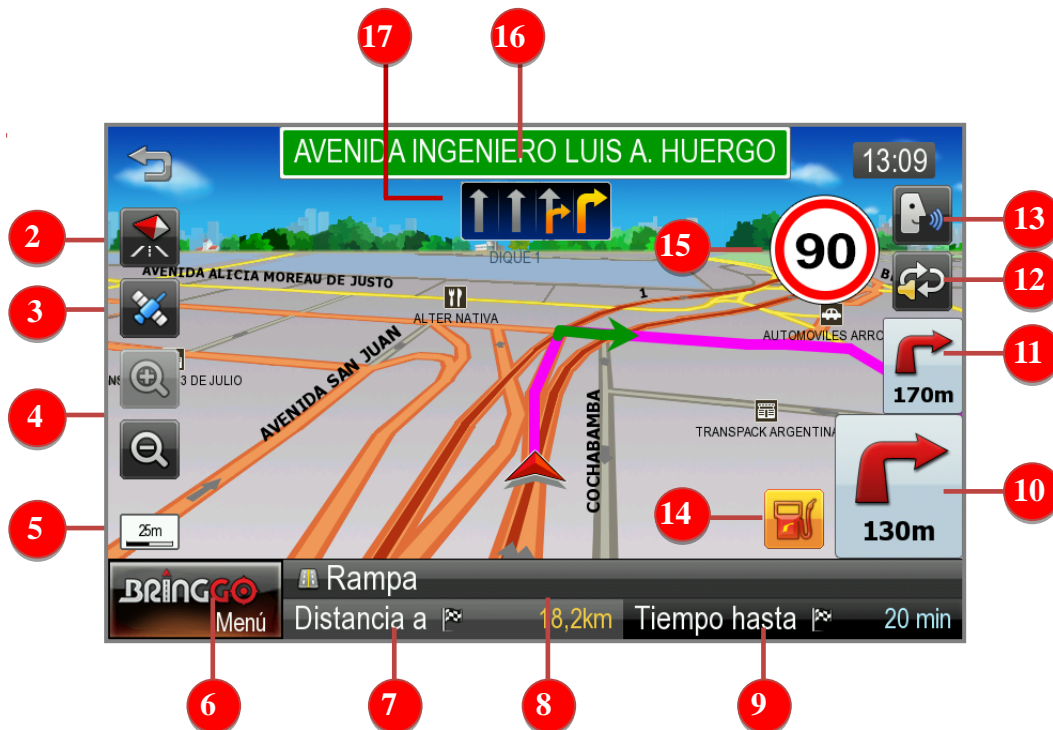 17
16
AVENIDA INGENIERO LUIS A. HUERGO
13:09
2
13
15
90
DIQUE 1
AVENIDA ALICIA MOREAU DE JUSTO
12
3
1
ALTER NATIVA
AUTOMOVILES ARRO
11
3 DE JULIO
170m
AVENIDA SAN JUAN
4
TRANSPACK ARGENTINA
COCHABAMBA
10
14
5
25m
130m
BRINGGO
Menú
Rampa
Distancia a
18,2km
Tiempo hasta
20 min
6
7
8
9